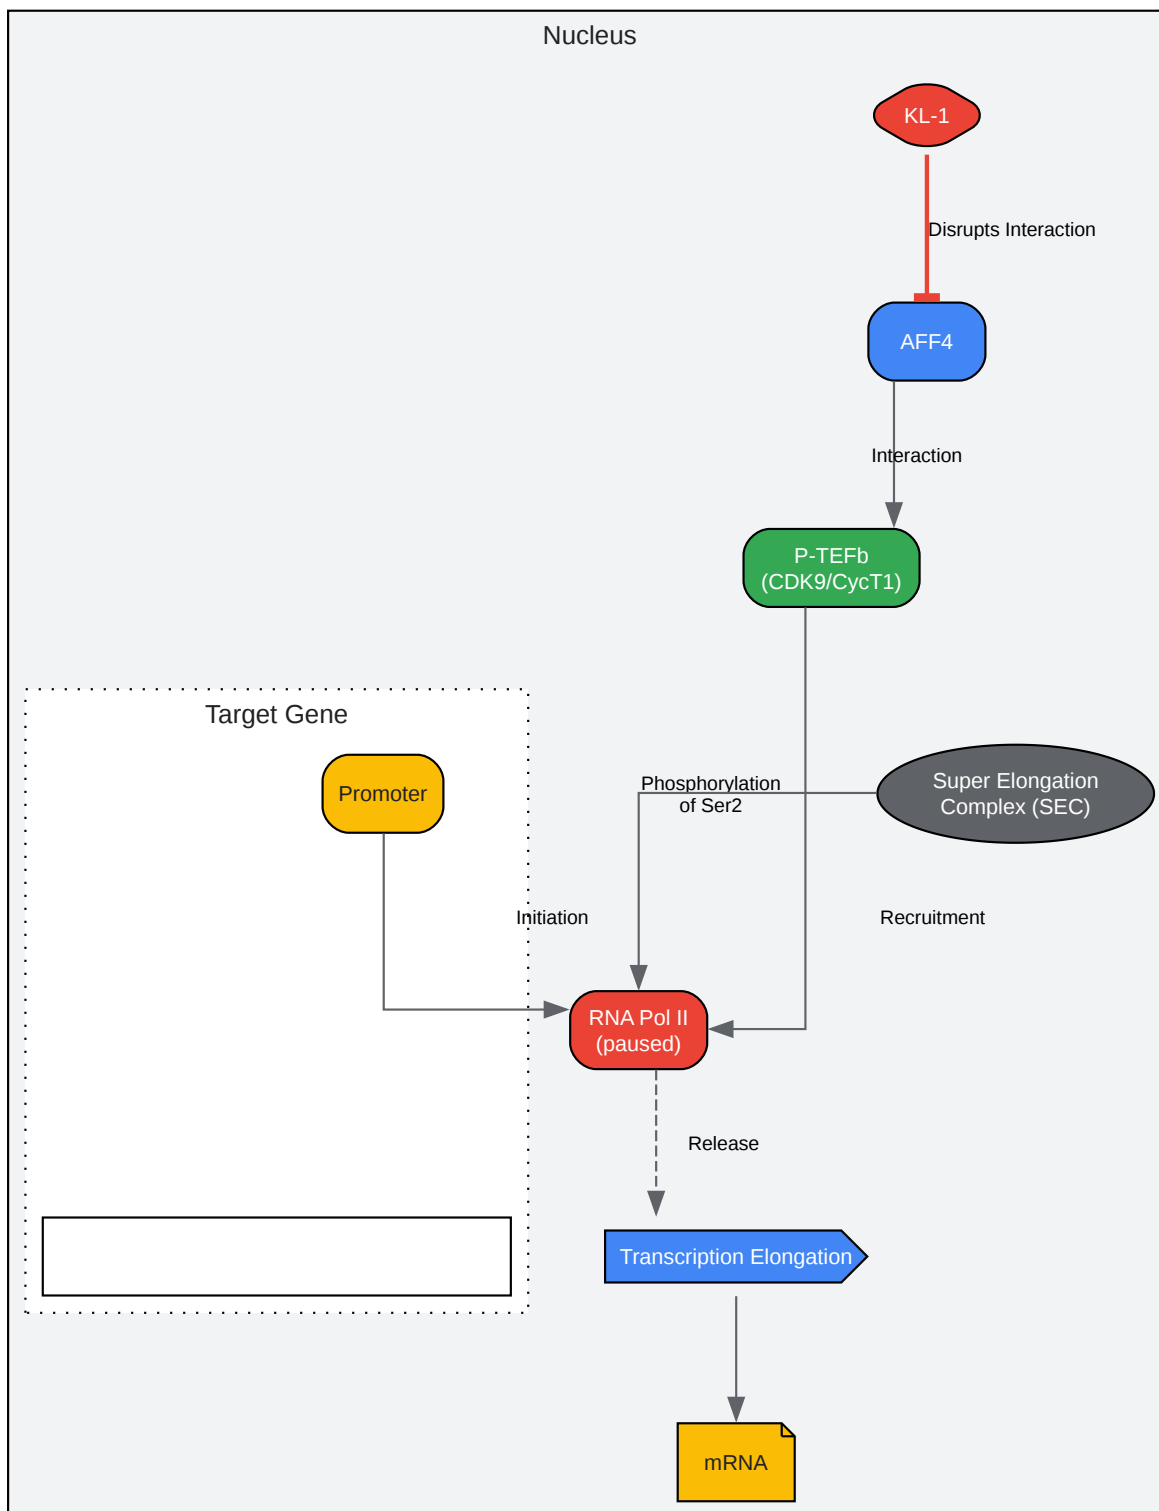 Nucleus
KL-1
Disrupts Interaction
AFF4
Interaction
P-TEFb
(CDK9/CycT1)
Target Gene
Promoter
Phosphorylation
of Ser2
Super Elongation
Complex (SEC)
Initiation
Recruitment
RNA Pol II
(paused)
Release
Transcription Elongation
mRNA